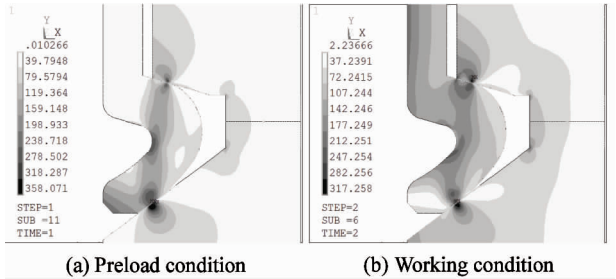 1
Y
X
.010266
39.7948
79.5794
119.364
159.148
198.933
238.718
278.502
318.287
358.071
STEP=1
SUB =11
TIME=1
(a) Preload condition
1
Y
X
2.23666
37.2391
72.2415
107.244
142.246
177.249
212.251
247.254
282.256
317.258
STEP=2
SUB =6
TIME=2
(b) Working condition